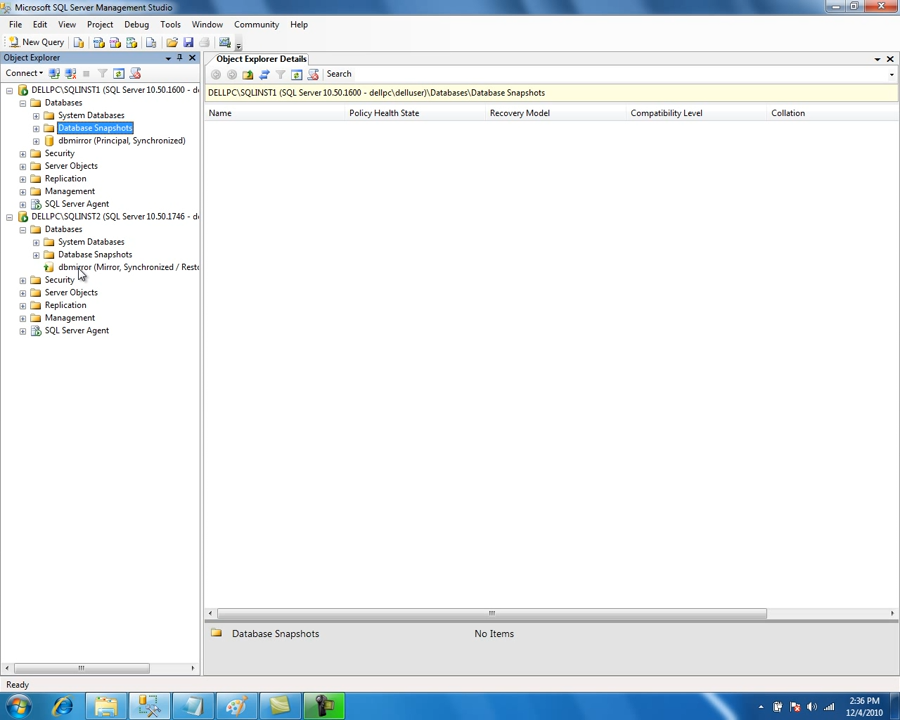 Microsoft SQL Server Management Studio
File Edit View Project Debug Tools Window Community Help
New Query
Object Explorer
Connect
DELLPC\SQLINST1 (SQL Server 10.50.1600 - de
Databases
System Databases
Database Snapshots
dbmirror (Principal, Synchronized)
Security
Server Objects
Replication
Management
SQL Server Agent
DELLPC\SQLINST2 (SQL Server 10.50.1746 - de
Databases
System Databases
Database Snapshots
dbmirror (Mirror, Synchronized / Resto
Security
Server Objects
Replication
Management
SQL Server Agent
Object Explorer Details
Search
DELLPC\SQLINST1 (SQL Server 10.50.1600 - dellpc\delluser)\Databases\Database Snapshots
Name Policy Health State Recovery Model Compatibility Level Collation
Database Snapshots No Items
Ready
2:36 PM
12/4/2010